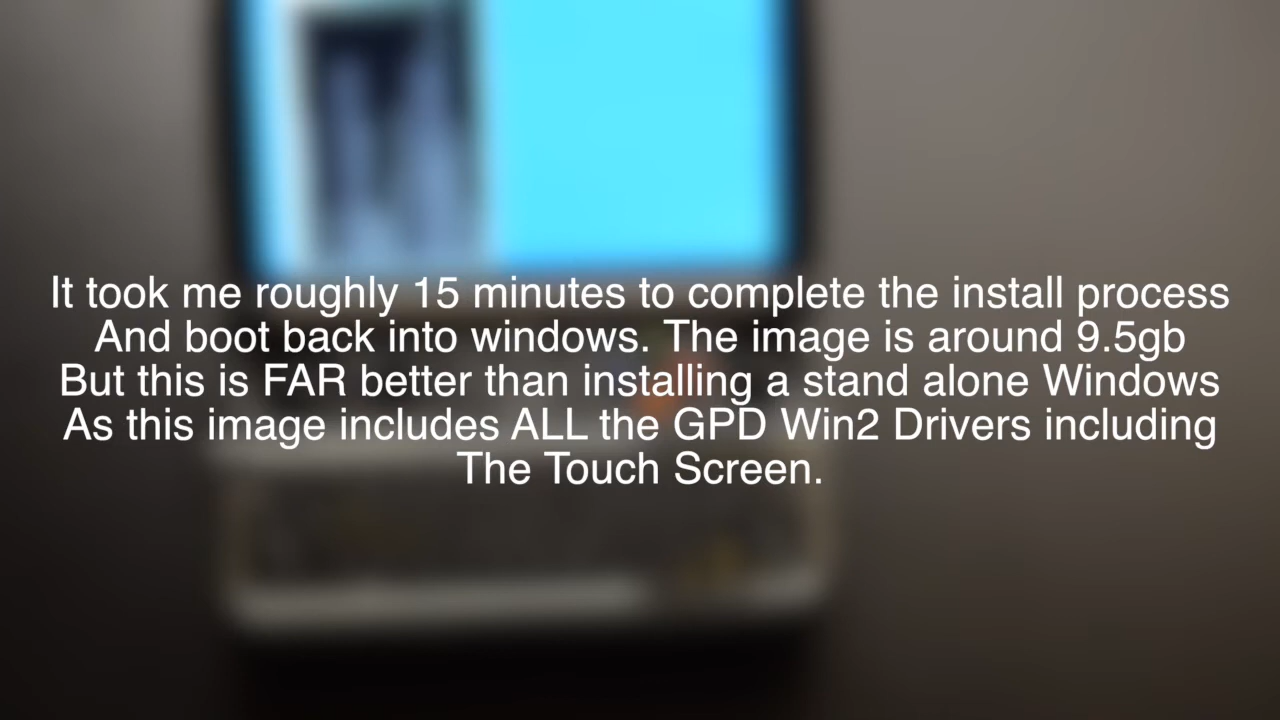 It took me roughly 15 minutes to complete the install process
And boot back into windows. The image is around 9.5gb
But this is FAR better than installing a stand alone Windows
As this image includes ALL the GPD Win2 Drivers including
The Touch Screen.